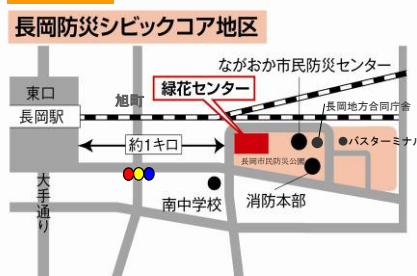 長岡防災シビックコア地区
ながおか市民防災センター
緑花センター
長岡地方合同庁舎
東口
長岡駅
旭町
約1キロ
バスターミナル
長岡市民防災公園
大手通り
南中学校
消防本部